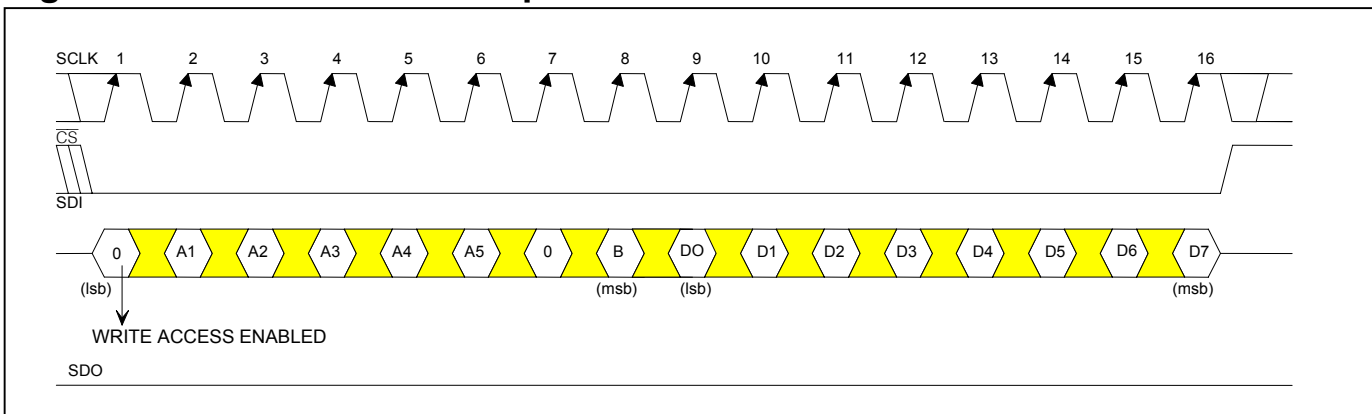 SCLK 1 2 3 4 5 6 7 8 9 10 11 12 13 14 15 16
CS
SDI
0 A1 A2 A3 A4 A5 0 B DO D1 D2 D3 D4 D5 D6 D7
(lsb) (msb) (lsb) (msb)
WRITE ACCESS ENABLED
SDO